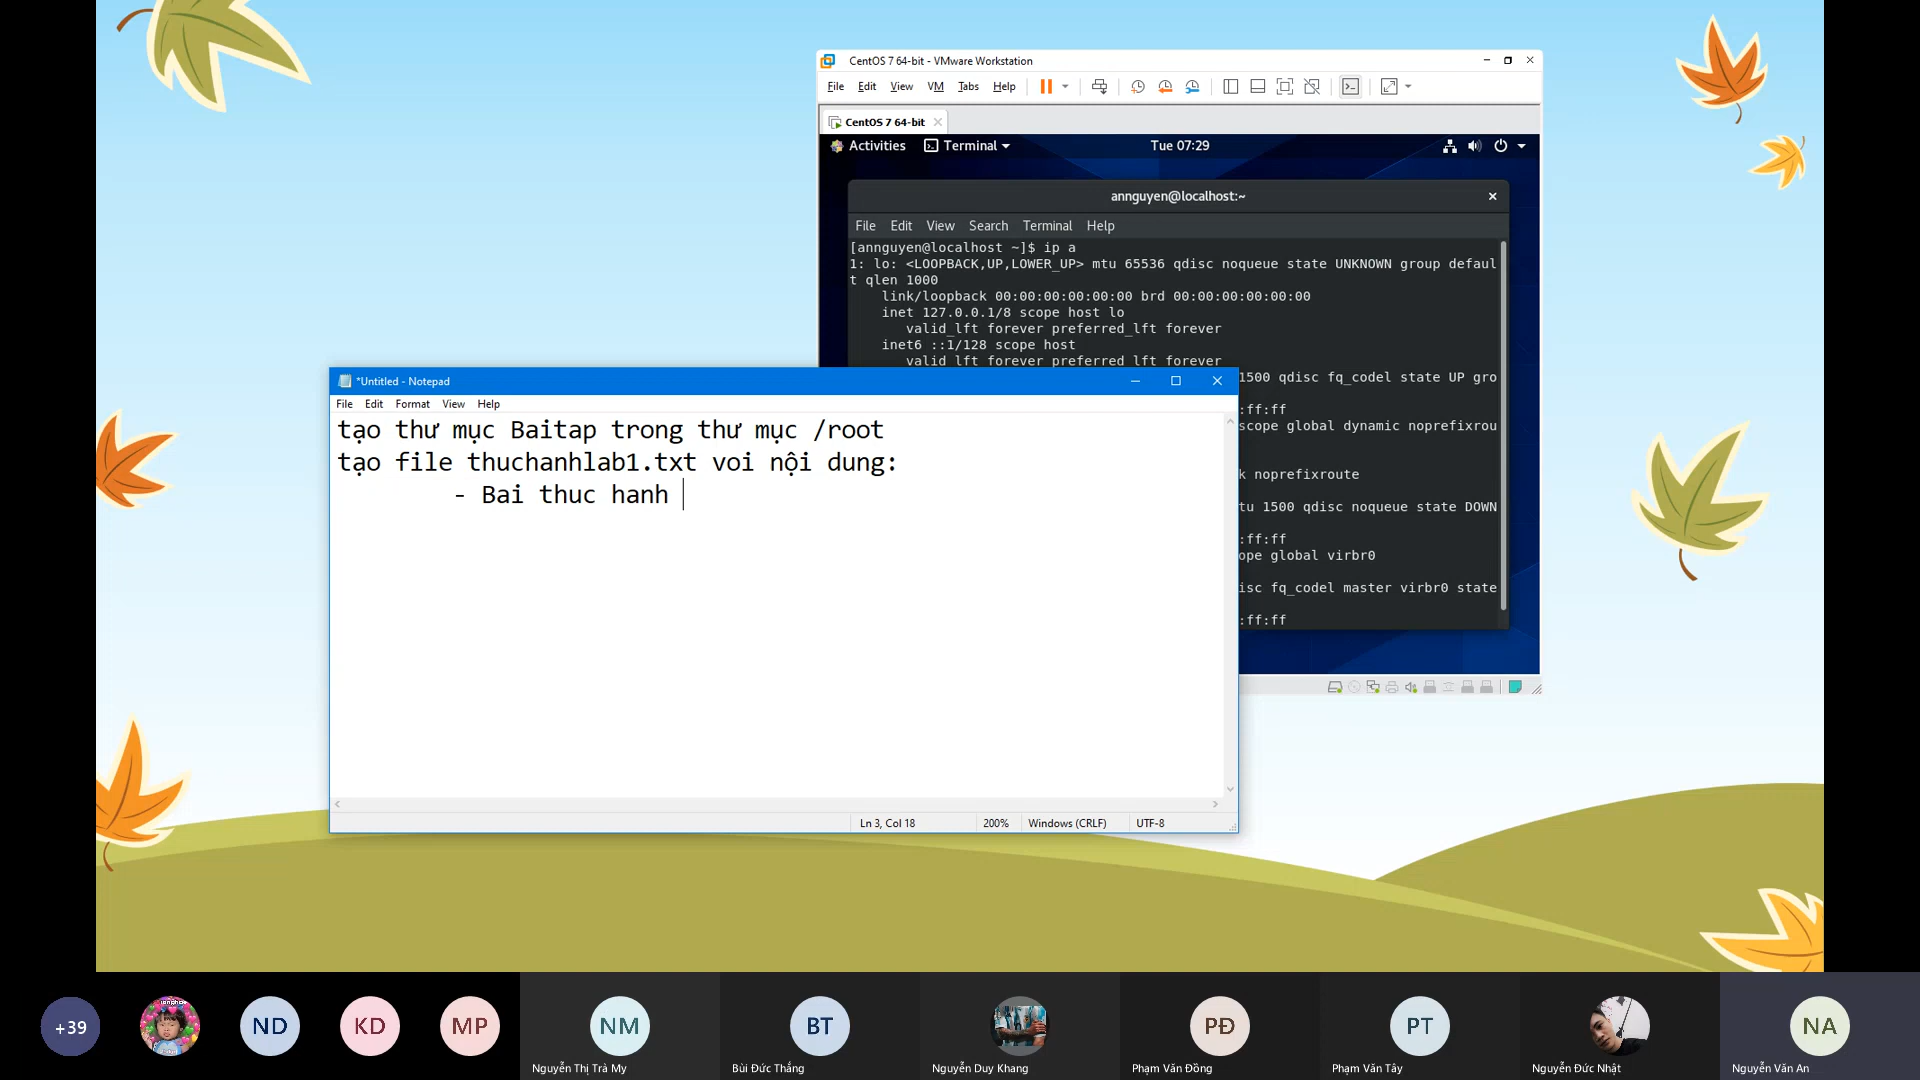 CentOS 7 64-bit - VMware Workstation
File Edit View VM Tabs Help
CentOS 7 64-bit
Activities Terminal Tue 07:29
annguyen@localhost:~
File Edit View Search Terminal Help
[annguyen@localhost ~]$ ip a
1: lo: <LOOPBACK,UP,LOWER_UP> mtu 65536 qdisc noqueue state UNKNOWN group defaul
t qlen 1000
link/loopback 00:00:00:00:00:00 brd 00:00:00:00:00:00
inet 127.0.0.1/8 scope host lo
valid_lft forever preferred_lft forever
inet6 ::1/128 scope host
valid_lft forever preferred_lft forever
1500 qdisc fq_codel state UP gro
:ff:ff
scope global dynamic noprefixrou
k noprefixroute
tu 1500 qdisc noqueue state DOWN
:ff:ff
ope global virbr0
isc fq_codel master virbr0 state
:ff:ff
*Untitled - Notepad
File Edit Format View Help
tạo thư mục Baitap trong thư mục /root
tạo file thuchanhlab1.txt voi nội dung:
- Bai thuc hanh
Ln 3, Col 18 200% Windows (CRLF) UTF-8
+39 ND KD MP NM BT PĐ PT NA
Nguyễn Thị Trà My Bùi Đức Thắng Nguyễn Duy Khang Phạm Văn Đồng Phạm Văn Tây Nguyễn Đức Nhật Nguyễn Văn An